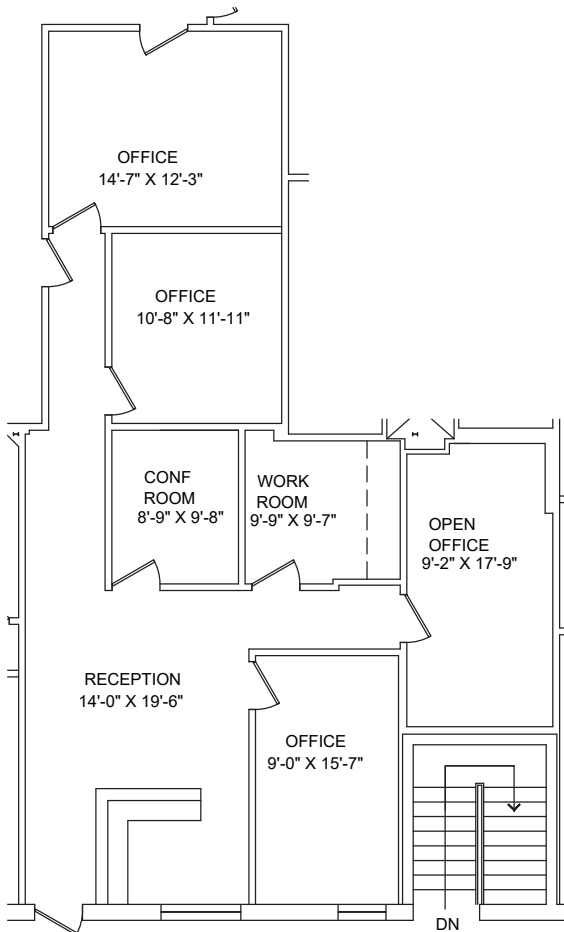 OFFICE
14'-7" X 12'-3"
OFFICE
10'-8" X 11'-11"
CONF
ROOM
8'-9" X 9'-8"
WORK
ROOM
9'-9" X 9'-7"
OPEN
OFFICE
9'-2" X 17'-9"
RECEPTION
14'-0" X 19'-6"
OFFICE
9'-0" X 15'-7"
DN